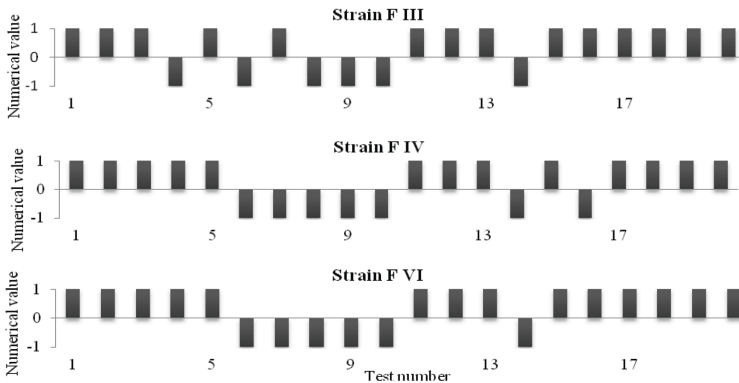 Strain F III
Numerical value
1
0
-1
1 5 9 13 17
Strain F IV
Numerical value
1
0
-1
1 5 9 13 17
Strain F VI
Numerical value
1
0
-1
1 5 9 13 17
Test number